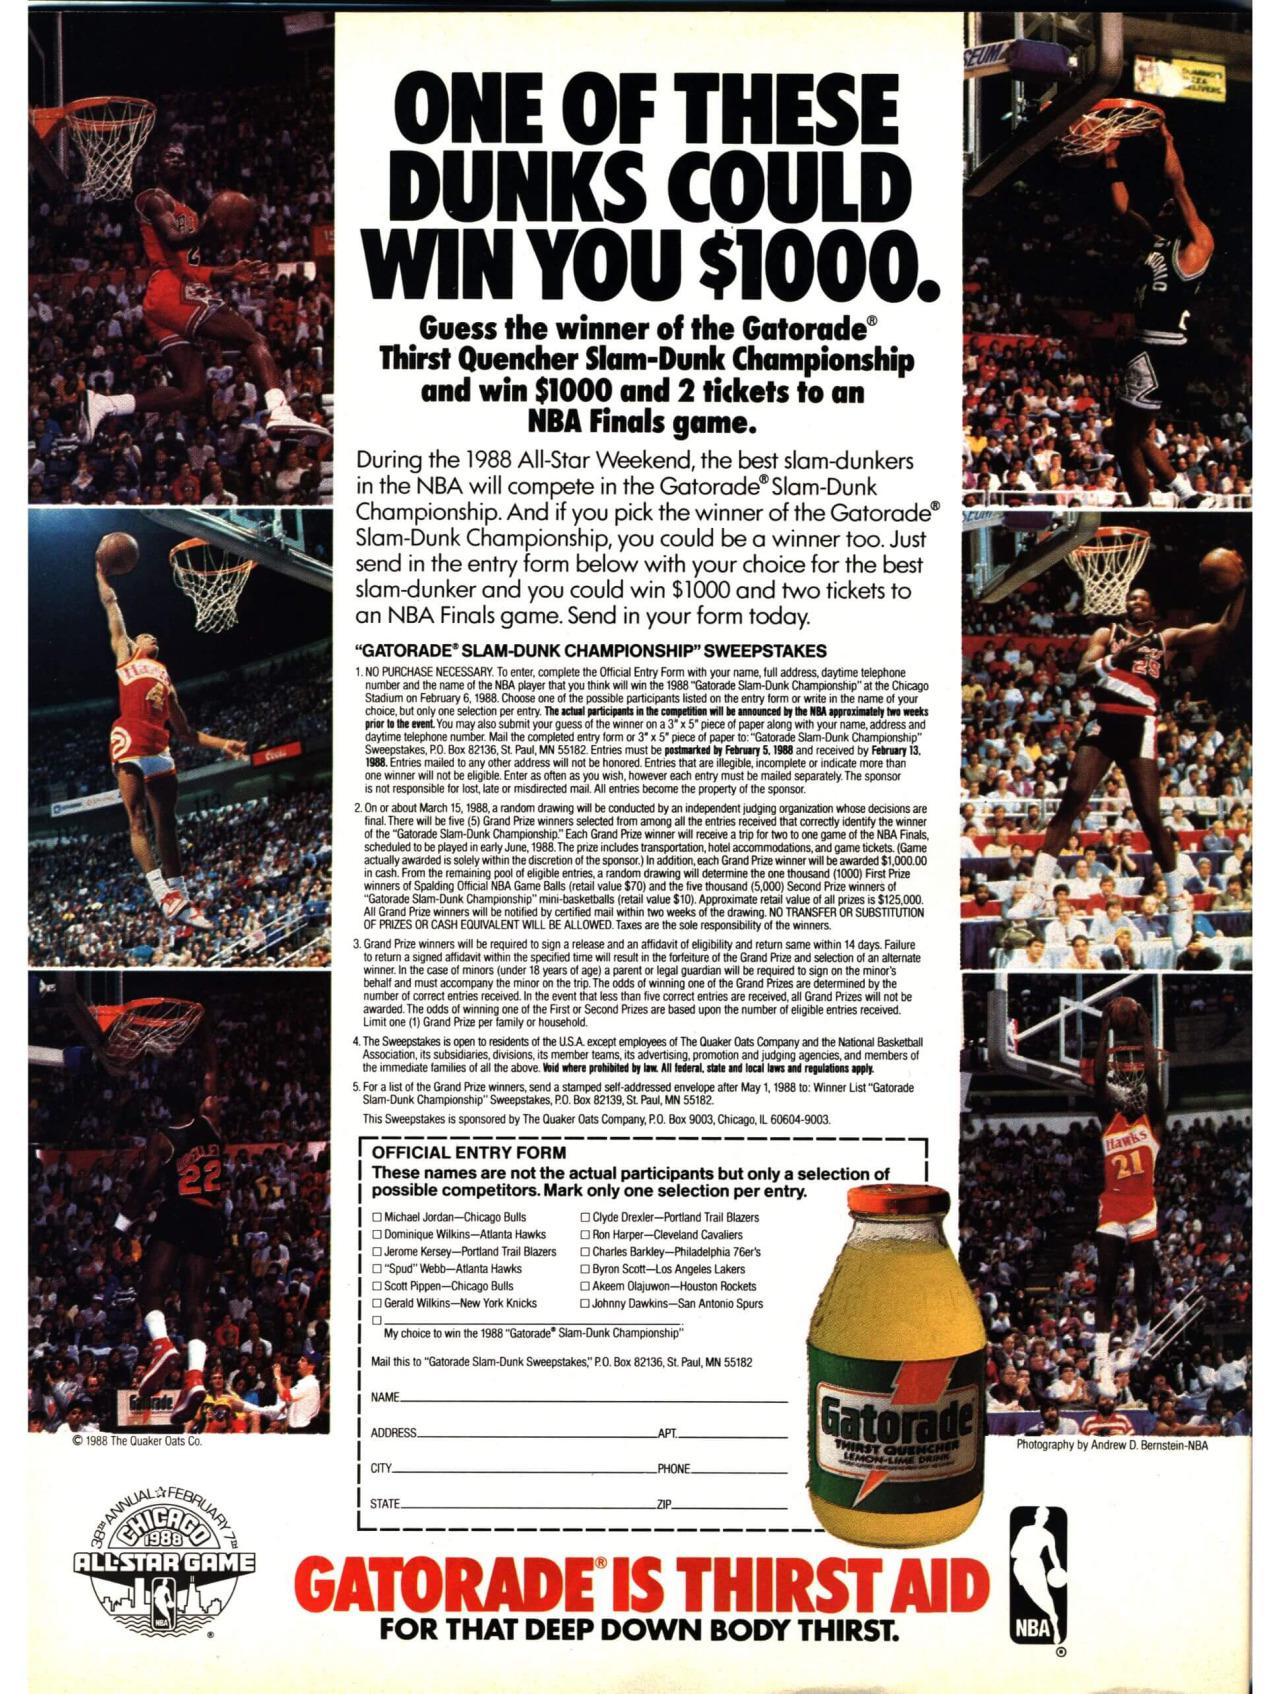 ONE OF THESE
DUNKS COULD
WIN YOU $1000.
Guess the winner of the Gatorade®
Thirst Quencher Slam-Dunk Championship
and win $1000 and 2 tickets to an
NBA Finals game.
During the 1988 All-Star Weekend, the best slam-dunkers
in the NBA will compete in the Gatorade® Slam-Dunk
Championship. And if you pick the winner of the Gatorade®
Slam-Dunk Championship, you could be a winner too. Just
send in the entry form below with your choice for the best
slam-dunker and you could win $1000 and two tickets to
an NBA Finals game. Send in your form today.
"GATORADE® SLAM-DUNK CHAMPIONSHIP" SWEEPSTAKES
1. NO PURCHASE NECESSARY. To enter, complete the Official Entry Form with your name, full address, daytime telephone
number and the name of the NBA player that you think will win the 1988 "Gatorade Slam-Dunk Championship" at the Chicago
Stadium on February 6, 1988. Choose one of the possible participants listed on the entry form or write in the name of your
choice, but only one selection per entry. The actual participants in the competition will be announced by the NBA approximately two weeks
prior to the event. You may also submit your guess of the winner on a 3" x 5" piece of paper along with your name, address and
daytime telephone number. Mail the completed entry form or 3" x 5" piece of paper to: "Gatorade Slam-Dunk Championship"
Sweepstakes, P.O. Box 82136, St. Paul, MN 55182. Entries must be postmarked by February 5, 1988 and received by February 13,
1988. Entries mailed to any other address will not be honored. Entries that are illegible, incomplete or indicate more than
one winner will not be eligible. Enter as often as you wish, however each entry must be mailed separately. The sponsor
is not responsible for lost, late or misdirected mail. All entries become the property of the sponsor.
2. On or about March 15, 1988, a random drawing will be conducted by an independent judging organization whose decisions are
final. There will be five (5) Grand Prize winners selected from among all the entries received that correctly identify the winner
of the "Gatorade Slam-Dunk Championship." Each Grand Prize winner will receive a trip for two to one game of the NBA Finals,
scheduled to be played in early June, 1988. The prize includes transportation, hotel accommodations, and game tickets. (Game
actually awarded is solely within the discretion of the sponsor.) In addition, each Grand Prize winner will be awarded $1,000.00
in cash. From the remaining pool of eligible entries, a random drawing will determine the one thousand (1000) First Prize
winners of Spalding Official NBA Game Balls (retail value $70) and the five thousand (5,000) Second Prize winners of
"Gatorade Slam-Dunk Championship" mini-basketballs (retail value $10). Approximate retail value of all prizes is $125,000.
All Grand Prize winners will be notified by certified mail within two weeks of the drawing. NO TRANSFER OR SUBSTITUTION
OF PRIZES OR CASH EQUIVALENT WILL BE ALLOWED. Taxes are the sole responsibility of the winners.
3. Grand Prize winners will be required to sign a release and an affidavit of eligibility and return same within 14 days. Failure
to return a signed affidavit within the specified time will result in the forfeiture of the Grand Prize and selection of an alternate
winner. In the case of minors (under 18 years of age) a parent or legal guardian will be required to sign on the minor's
behalf and must accompany the minor on the trip. The odds of winning one of the Grand Prizes are determined by the
number of correct entries received. In the event that less than five correct entries are received, all Grand Prizes will not be
awarded. The odds of winning one of the First or Second Prizes are based upon the number of eligible entries received.
Limit one (1) Grand Prize per family or household.
4. The Sweepstakes is open to residents of the U.S.A. except employees of The Quaker Oats Company and the National Basketball
Association, its subsidiaries, divisions, its member teams, its advertising, promotion and judging agencies, and members of
the immediate families of all the above. Void where prohibited by law. All federal, state and local laws and regulations apply.
5. For a list of the Grand Prize winners, send a stamped self-addressed envelope after May 1, 1988 to: Winner List "Gatorade
Slam-Dunk Championship" Sweepstakes, P.O. Box 82139, St. Paul, MN 55182.
This Sweepstakes is sponsored by The Quaker Oats Company, P.O. Box 9003, Chicago, IL 60604-9003.
OFFICIAL ENTRY FORM
These names are not the actual participants but only a selection of
possible competitors. Mark only one selection per entry.
☐ Michael Jordan—Chicago Bulls
☐ Dominique Wilkins—Atlanta Hawks
☐ Jerome Kersey—Portland Trail Blazers
☐ "Spud" Webb—Atlanta Hawks
☐ Scott Pippen—Chicago Bulls
☐ Gerald Wilkins—New York Knicks
☐ Clyde Drexler—Portland Trail Blazers
☐ Ron Harper—Cleveland Cavaliers
☐ Charles Barkley—Philadelphia 76er's
☐ Byron Scott—Los Angeles Lakers
☐ Akeem Olajuwon—Houston Rockets
☐ Johnny Dawkins—San Antonio Spurs
☐
My choice to win the 1988 "Gatorade® Slam-Dunk Championship"
Mail this to "Gatorade Slam-Dunk Sweepstakes," P.O. Box 82136, St. Paul, MN 55182
NAME
ADDRESS APT.
CITY PHONE
STATE ZIP
Gatorade
THIRST QUENCHER
LEMON-LIME DRINK
Hawks
4
22
Gatorade
25
Hawks
21
© 1988 The Quaker Oats Co.
Photography by Andrew D. Bernstein-NBA
38TH ANNUAL ☆ FEBRUARY 7TH
CHICAGO
1988
ALL-STAR GAME
NBA
®
GATORADE® IS THIRST AID
FOR THAT DEEP DOWN BODY THIRST.
NBA
®